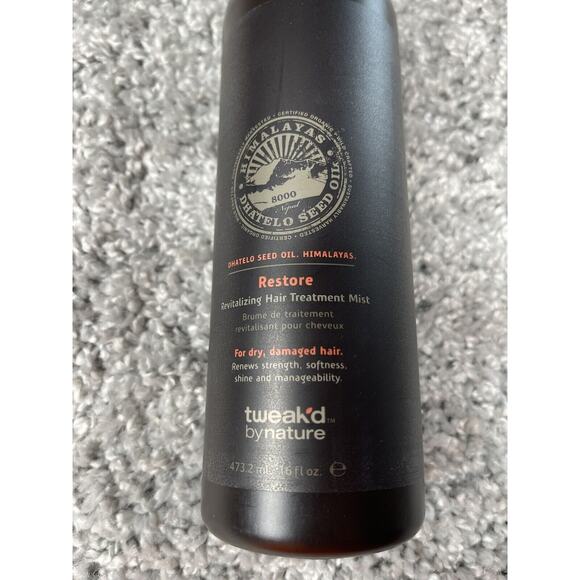 HIMALAYAS
8000
Nepal
DHATELO SEED OIL
DHATELO SEED OIL. HIMALAYAS.
Restore
Revitalizing Hair Treatment Mist
Brume de traitement
revitalisant pour cheveux
For dry, damaged hair.
Renews strength, softness,
shine and manageability.
tweak'd™
bynature
473.2 mL 16 fl oz. ℮